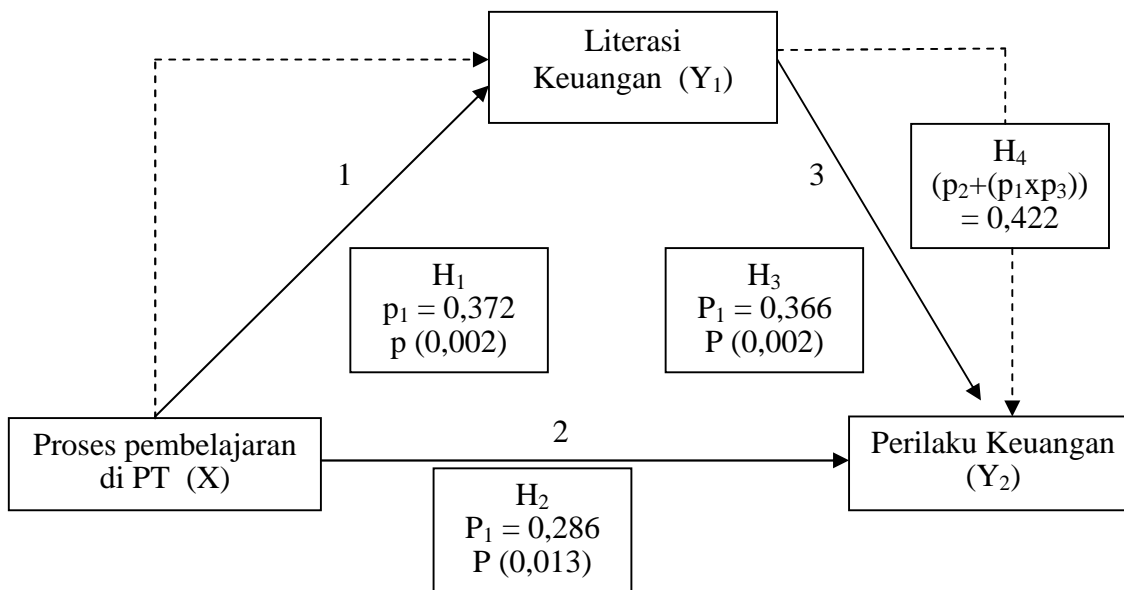 Literasi
Keuangan (Y₁)
1
3
H₄
(p₂+(p₁xp₃))
= 0,422
H₁
p₁ = 0,372
p (0,002)
H₃
P₁ = 0,366
P (0,002)
Proses pembelajaran
di PT (X)
2
Perilaku Keuangan
(Y₂)
H₂
P₁ = 0,286
P (0,013)